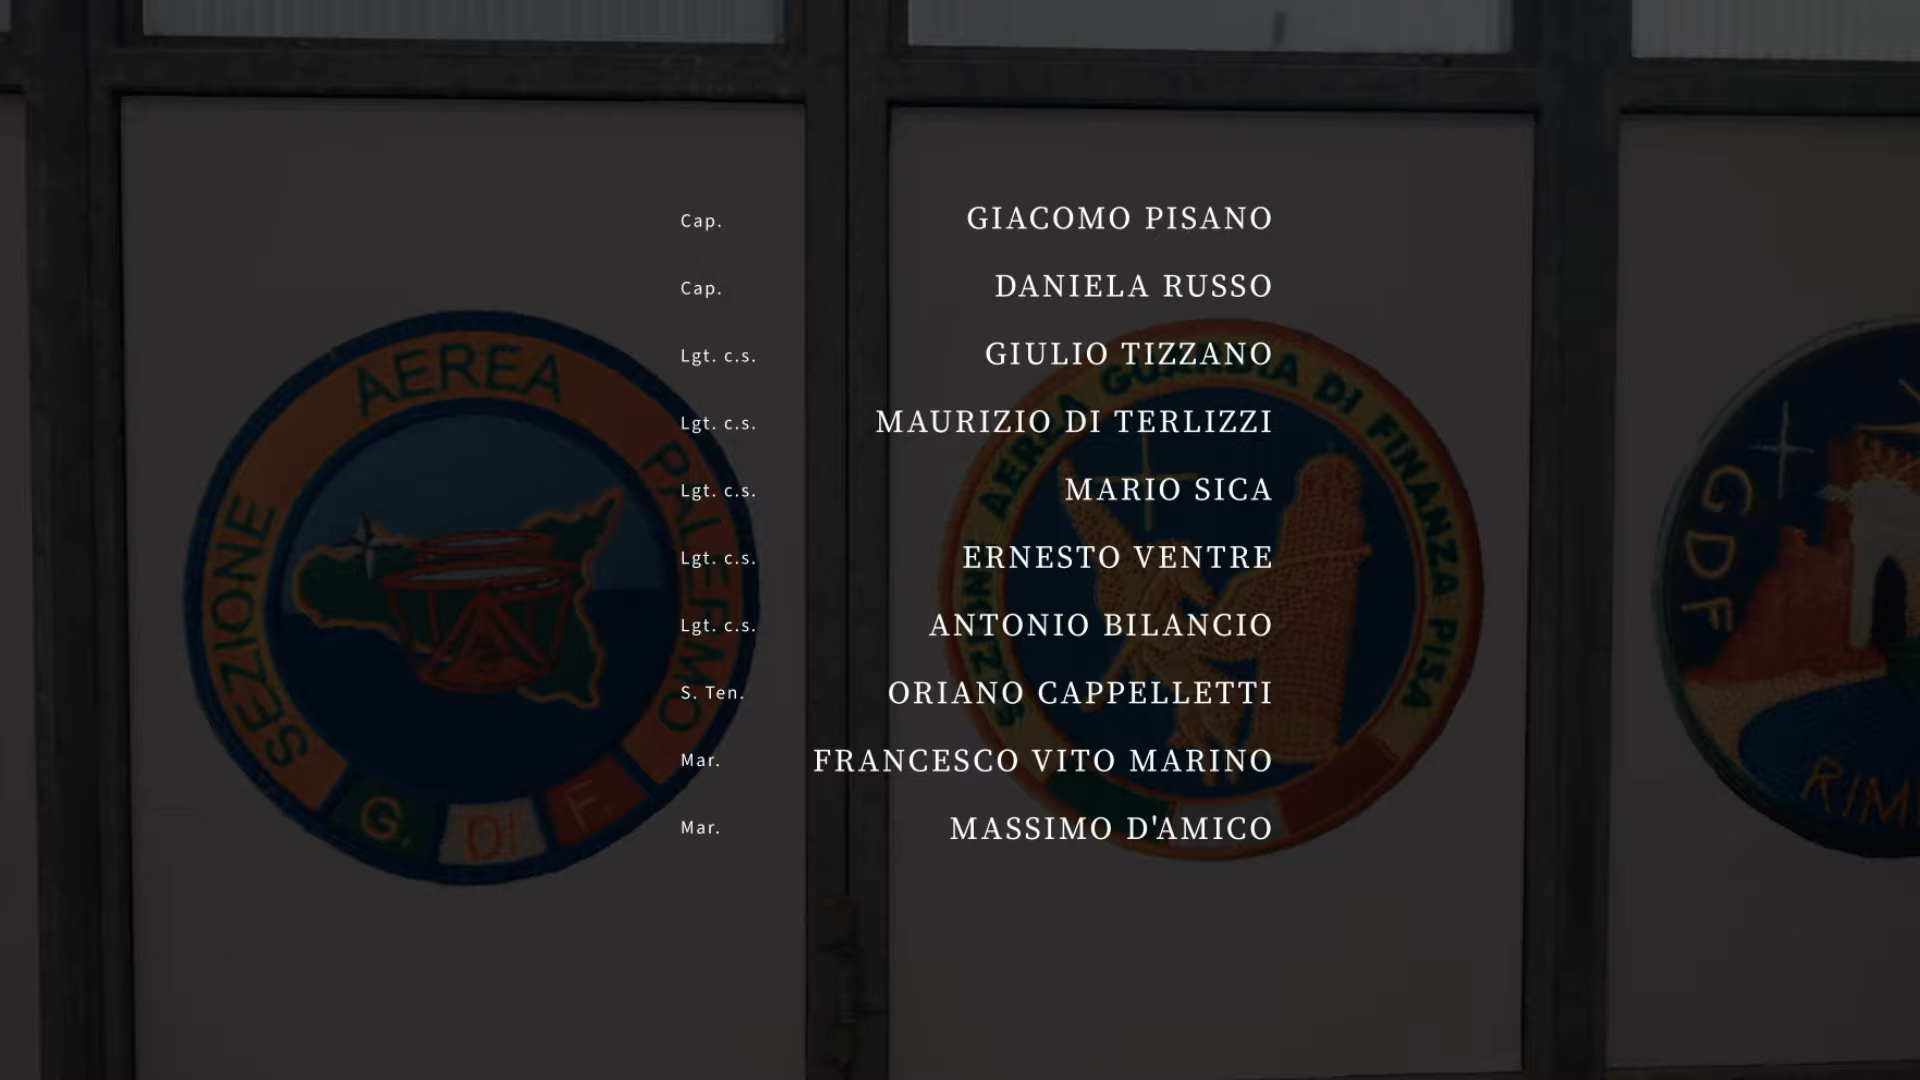 Cap. GIACOMO PISANO
Cap. DANIELA RUSSO
Lgt. c.s. GIULIO TIZZANO
Lgt. c.s. MAURIZIO DI TERLIZZI
Lgt. c.s. MARIO SICA
Lgt. c.s. ERNESTO VENTRE
Lgt. c.s. ANTONIO BILANCIO
S. Ten. ORIANO CAPPELLETTI
Mar. FRANCESCO VITO MARINO
Mar. MASSIMO D'AMICO
SEZIONE AEREA PALERMO
G. DI F.
SEZIONE AEREA GUARDIA DI FINANZA PISA
GDF